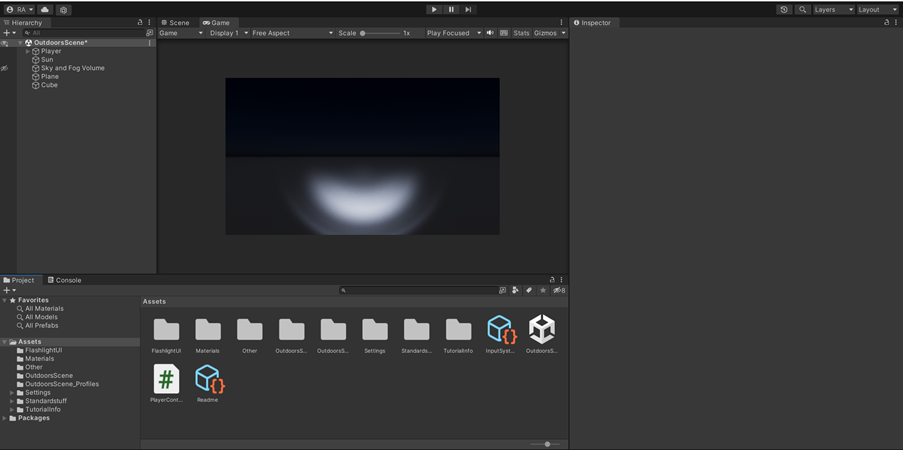 RA
Layers
Layout
Hierarchy
All
OutdoorsScene*
Player
Sun
Sky and Fog Volume
Plane
Cube
Scene
Game
Game
Display 1
Free Aspect
Scale
1x
Play Focused
Stats
Gizmos
Inspector
Project
Console
8
Favorites
All Materials
All Models
All Prefabs
Assets
FlashlightUI
Materials
Other
OutdoorsScene
OutdoorsScene_Profiles
Settings
Standardstuff
TutorialInfo
Packages
Assets
FlashlightUI
Materials
Other
OutdoorsS...
OutdoorsS...
Settings
Standards...
TutorialInfo
InputSyst...
OutdoorsS...
PlayerCont...
Readme